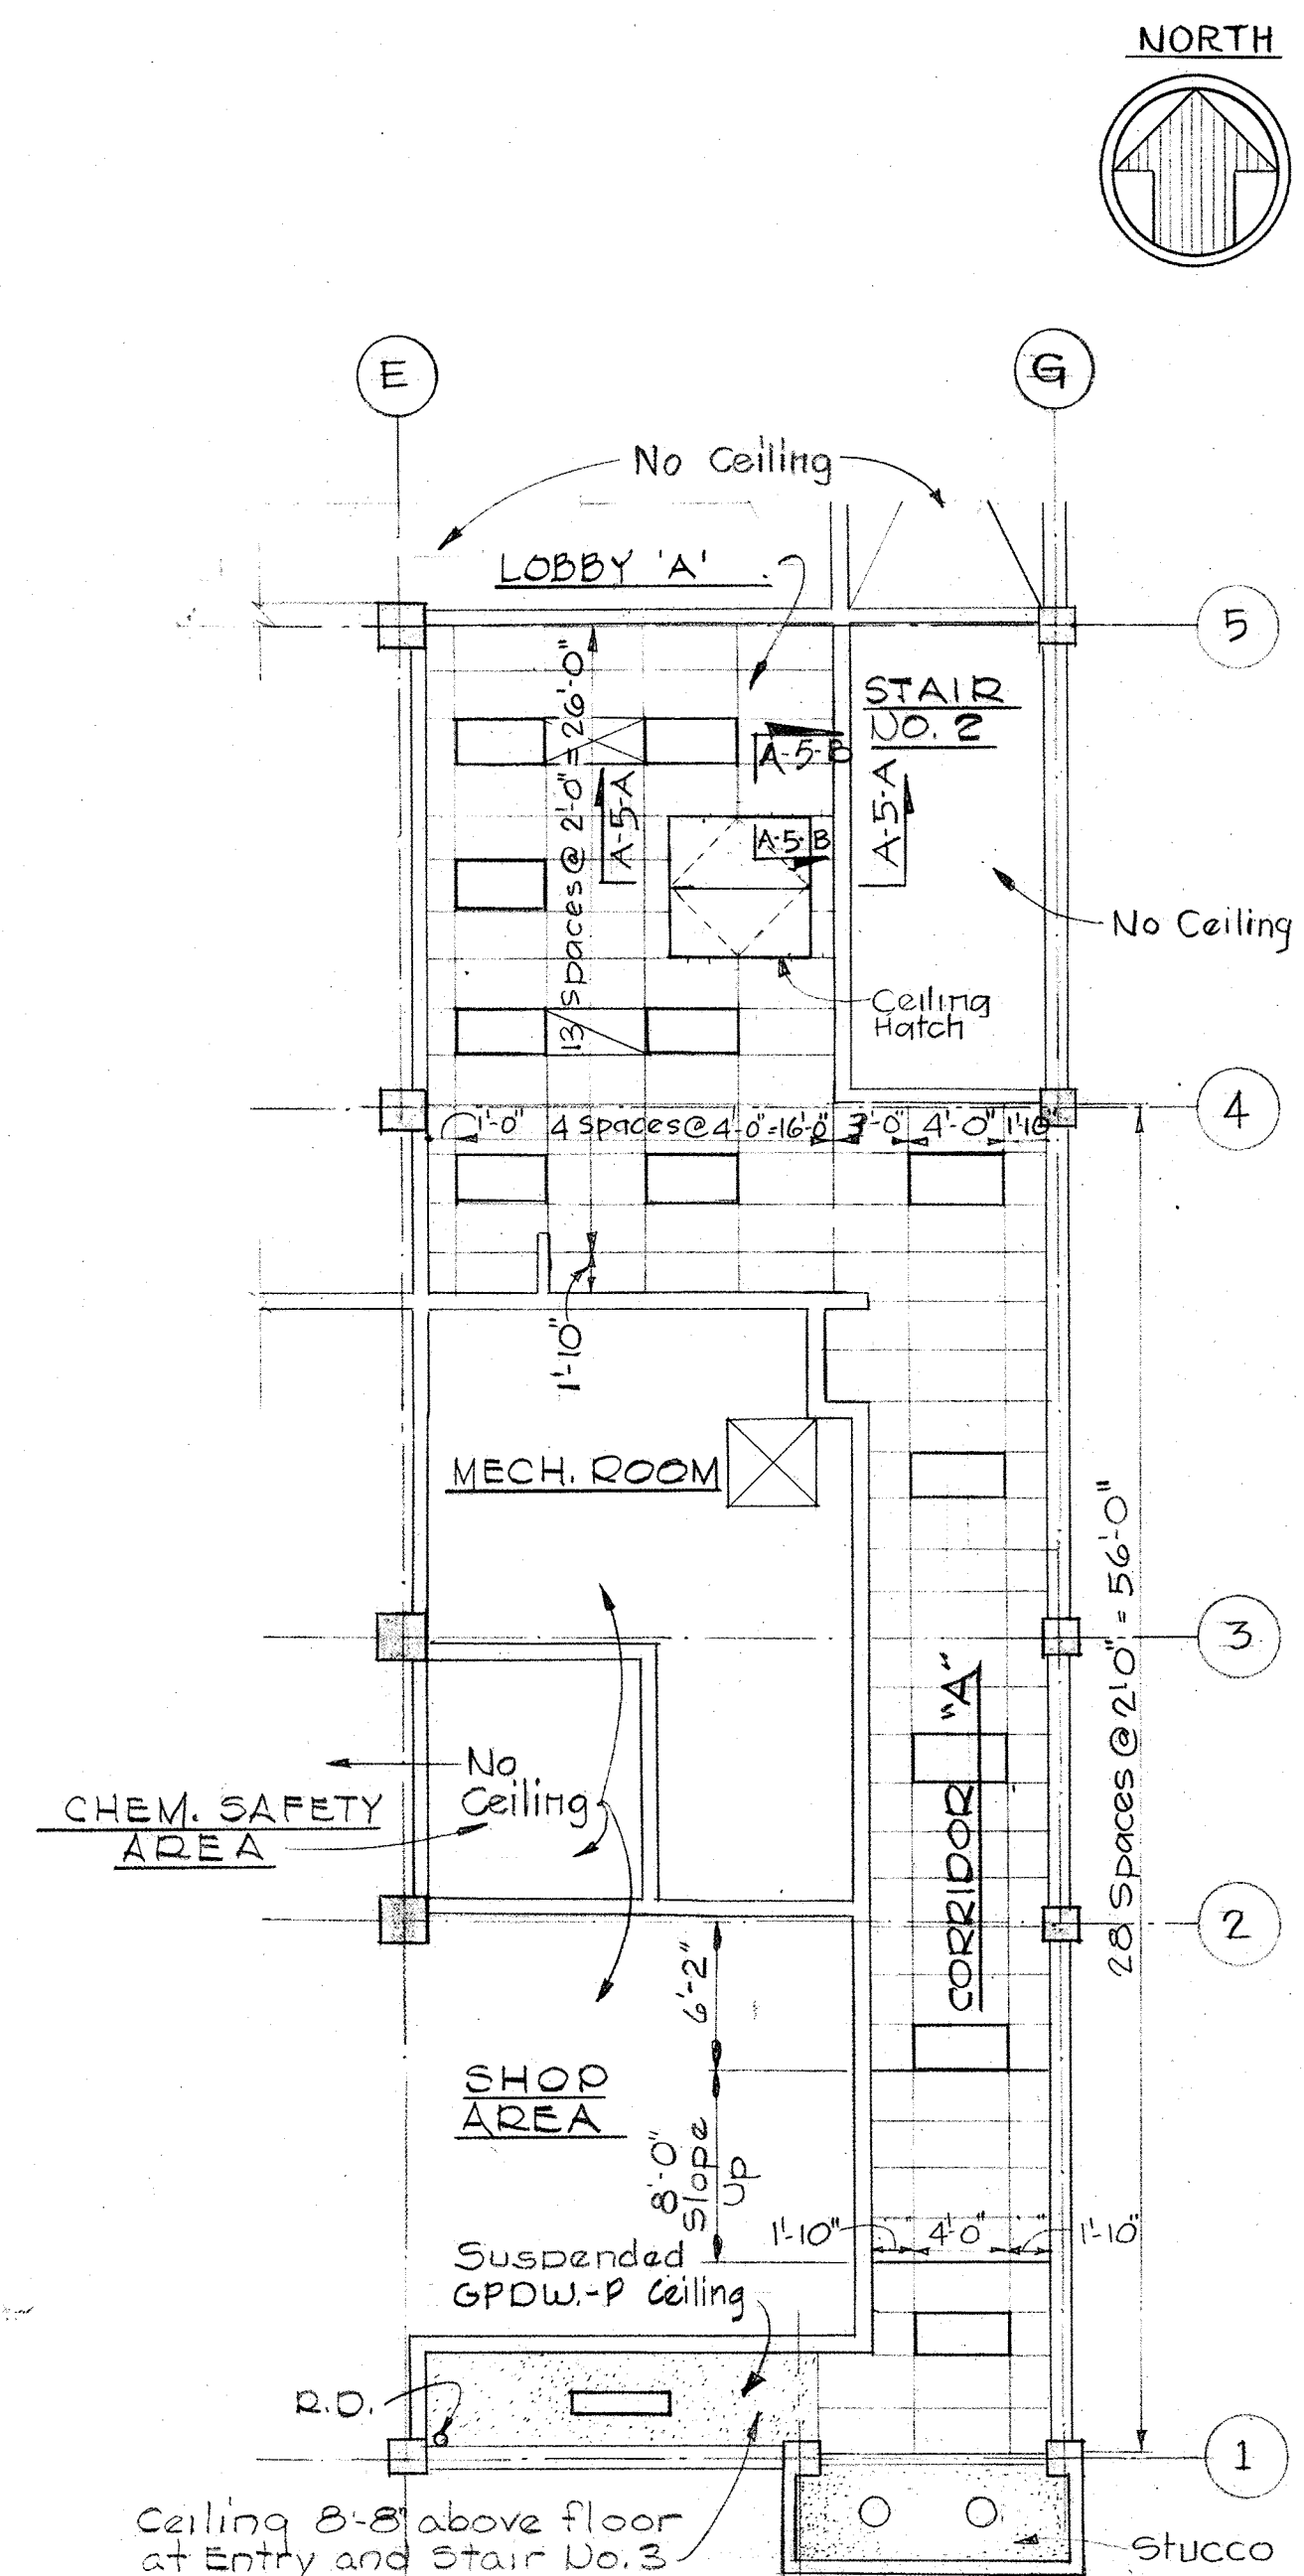 NORTH
E
G
No Ceiling
LOBBY 'A'
5
STAIR
NO. 2
A-5-B
A-5-A
13 spaces @ 2'-0" = 26'-0"
A-5-A
A-5-B
No Ceiling
Ceiling
Hatch
4
1'-0"
4 spaces @ 4'-0" = 16'-0"
3'-0"
4'-0"
1'-10"
1'-10"
MECH. ROOM
28 Spaces @ 2'0" = 56'-0"
3
CORRIDOR "A"
No
Ceiling
CHEM. SAFETY
AREA
2
6'-2"
SHOP
AREA
8'-0"
Slope
Up
1'-10"
4'-0"
1'-10"
Suspended
GPDW.-P Ceiling
R.D.
1
Ceiling 8'-8" above floor
at Entry and Stair No. 3
Stucco